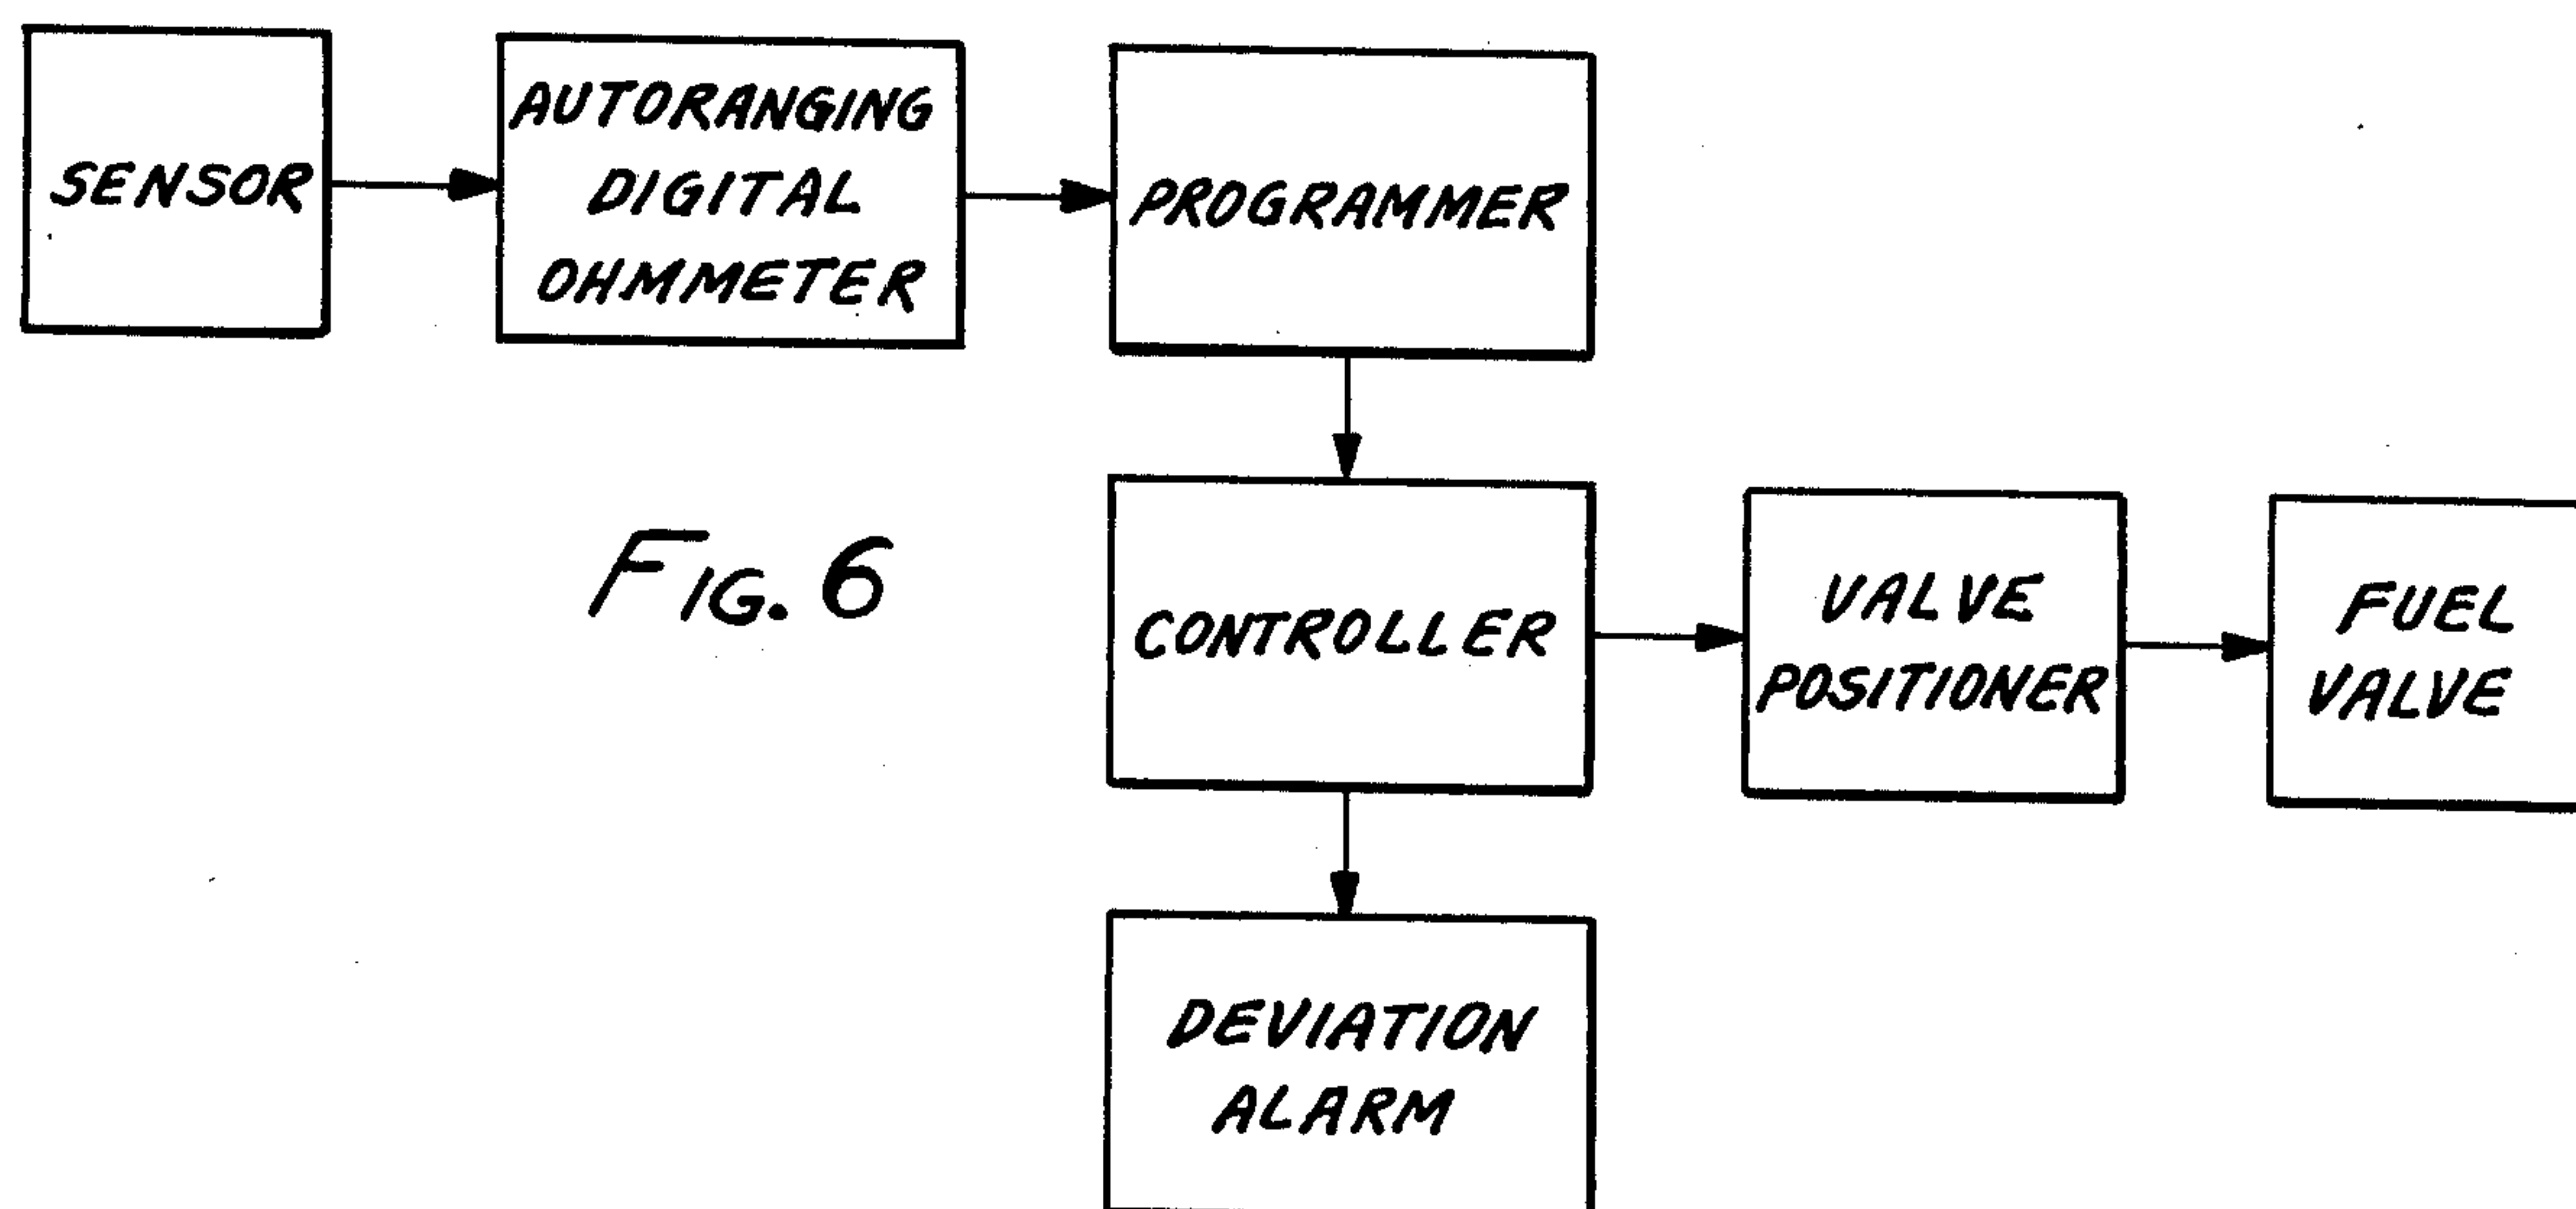 SENSOR
AUTORANGING
DIGITAL
OHMMETER
PROGRAMMER
FIG. 6
CONTROLLER
VALVE
POSITIONER
FUEL
VALVE
DEVIATION
ALARM